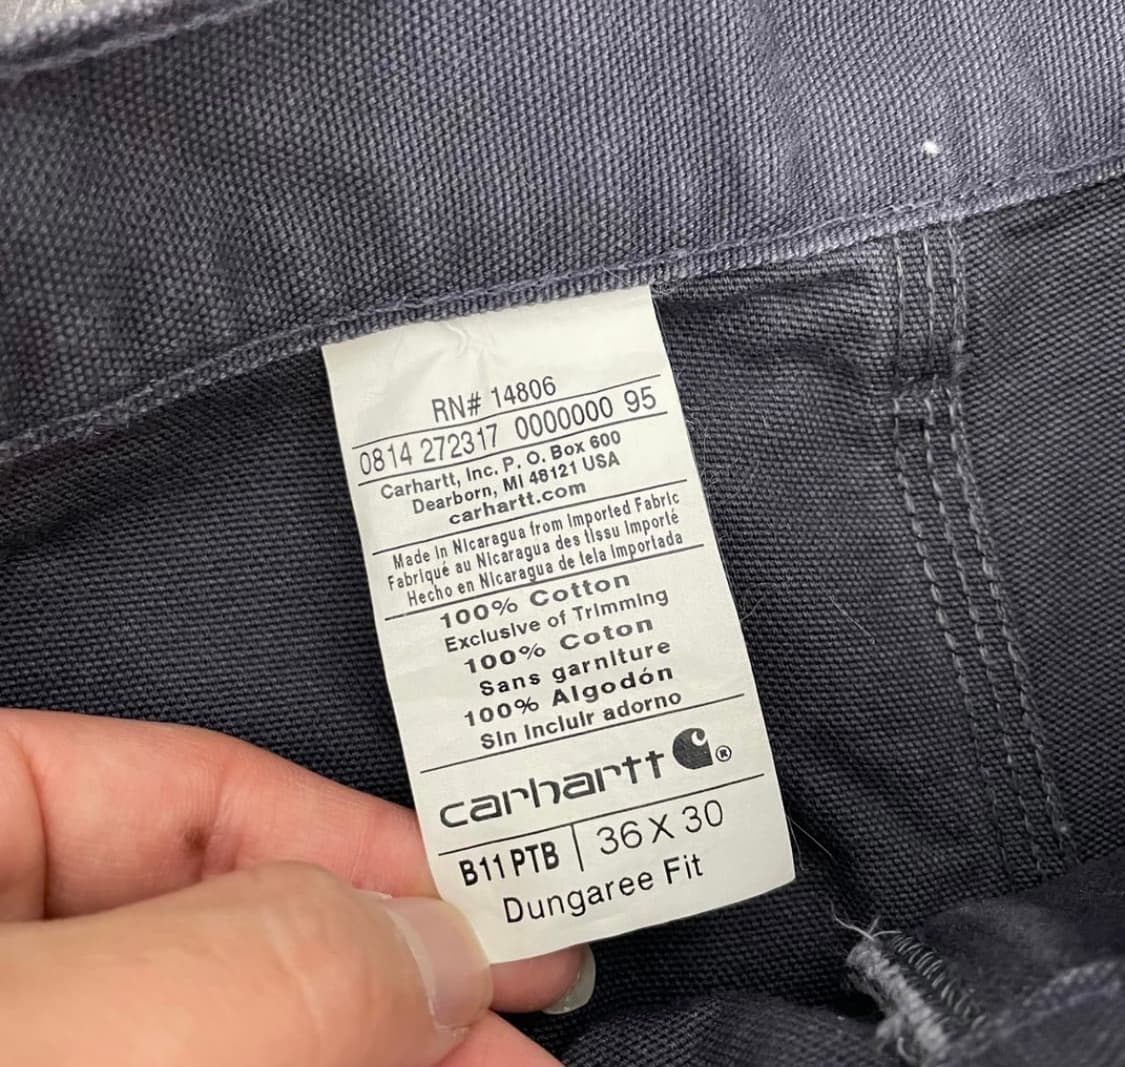 RN# 14806
0814 272317 0000000 95
Carhartt, Inc. P. O. Box 600
Dearborn, MI 48121 USA
carhartt.com
Made In Nicaragua from Imported Fabric
Fabriqué au Nicaragua des tissu Importé
Hecho en Nicaragua de tela Importada
100% Cotton
Exclusive of Trimming
100% Coton
Sans garniture
100% Algodón
Sin Incluir adorno
carhartt ®
B11 PTB | 36 X 30
Dungaree Fit